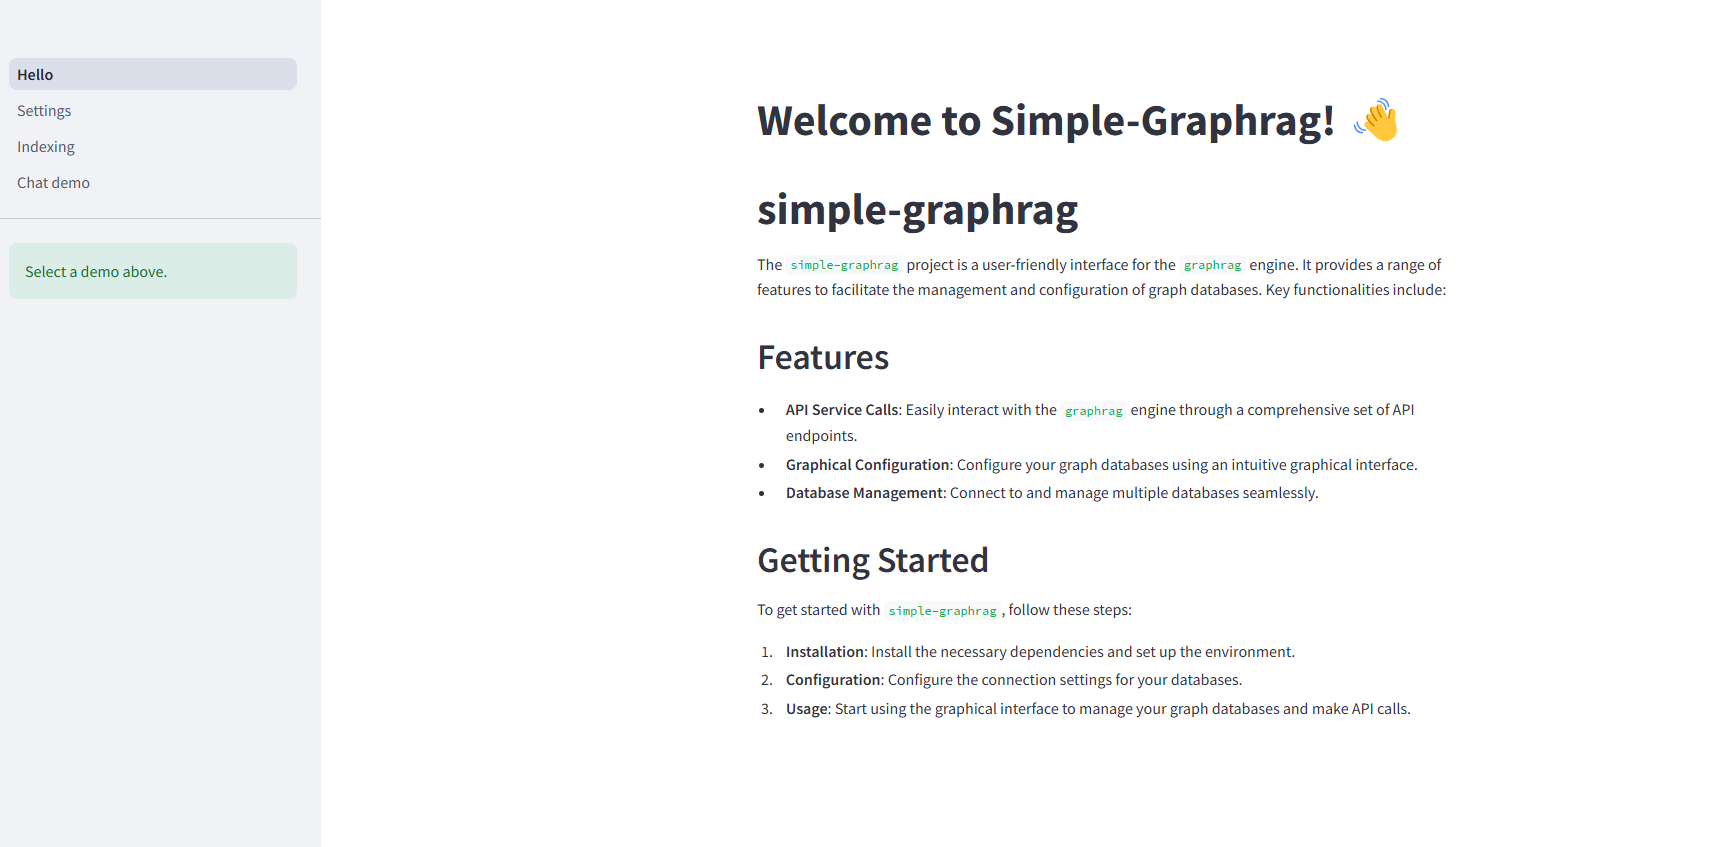 Hello
Settings
Indexing
Chat demo
Select a demo above.
Welcome to Simple-Graphrag! 👋
simple-graphrag
The simple-graphrag project is a user-friendly interface for the graphrag engine. It provides a range of
features to facilitate the management and configuration of graph databases. Key functionalities include:
Features
• API Service Calls: Easily interact with the graphrag engine through a comprehensive set of API
endpoints.
• Graphical Configuration: Configure your graph databases using an intuitive graphical interface.
• Database Management: Connect to and manage multiple databases seamlessly.
Getting Started
To get started with simple-graphrag, follow these steps:
1. Installation: Install the necessary dependencies and set up the environment.
2. Configuration: Configure the connection settings for your databases.
3. Usage: Start using the graphical interface to manage your graph databases and make API calls.